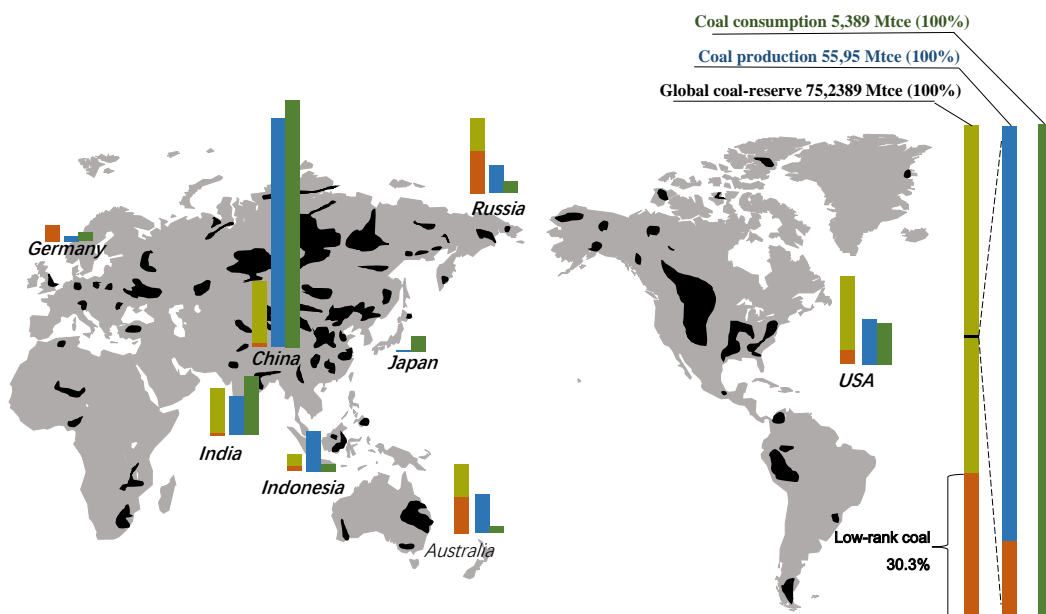 Coal consumption 5,389 Mtce (100%)
Coal production 55,95 Mtce (100%)
Global coal-reserve 75,2389 Mtce (100%)
Russia
Germany
China
Japan
USA
India
Indonesia
Australia
Low-rank coal
30.3%